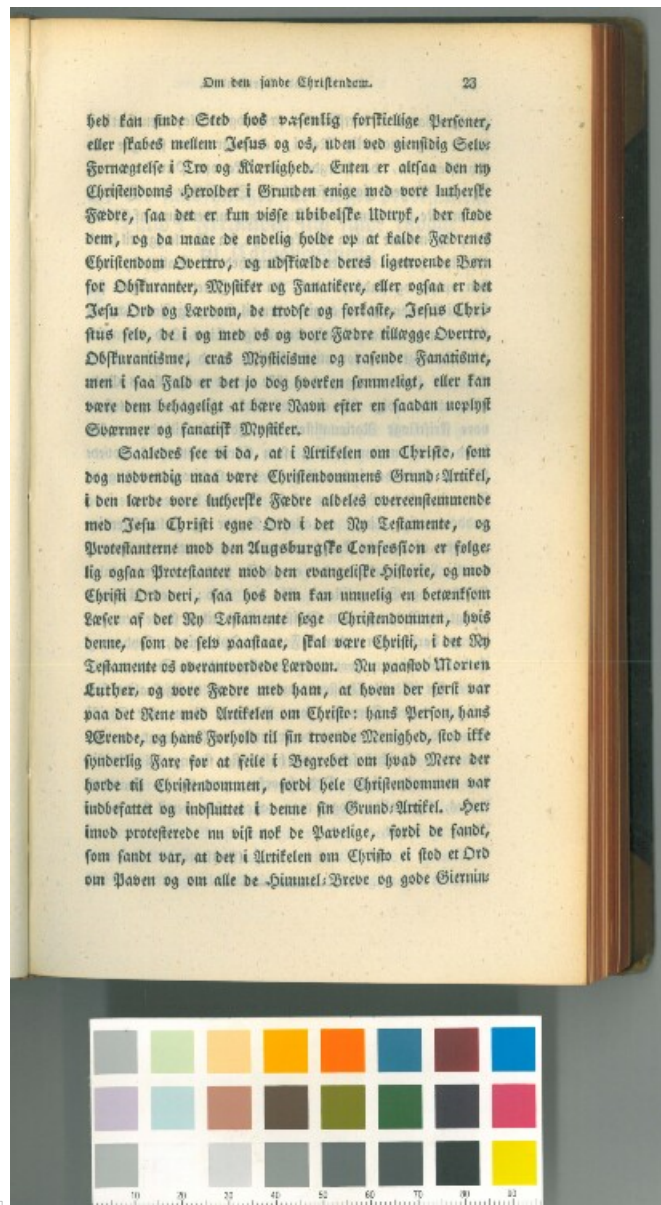 Om den sande Christendom. 23
hed kan finde Sted hos væsenlig forskiellige Personer,
eller skabes mellem Jesus og os, uden ved giensidig Selv-
Fornægtelse i Tro og Kiærlighed. Enten er altsaa den ny
Christendoms Herolder i Grunden enige med vore lutherske
Fædre, saa det er kun visse ubibelske Udtryk, der støde
dem, og da maae de endelig holde op at kalde Fædrenes
Christendom Overtro, og udskiælde deres ligetroende Børn
for Obskuranter, Mystiker og Fanatikere, eller ogsaa er det
Jesu Ord og Lærdom, de trodse og forkaste, Jesus Chri-
stus selv, de i og med os og vore Fædre tillægge Overtro,
Obskurantisme, cras Mysticisme og rasende Fanatisme,
men i saa Fald er det jo dog hverken sømmeligt, eller kan
være dem behageligt at bære Navn efter en saadan uoplyst
Sværmer og fanatisk Mystiker.
Saaledes see vi da, at i Artikelen om Christo, som
dog nødvendig maa være Christendommens Grund-Artikel,
i den lærde vore lutherske Fædre aldeles overeenstemmende
med Jesu Christi egne Ord i det Ny Testamente, og
Protestanterne mod den Augsburgske Confession er følge-
lig ogsaa Protestanter mod den evangeliske Historie, og mod
Christi Ord deri, saa hos dem kan umuelig en betænksom
Læser af det Ny Testamente søge Christendommen, hvis
denne, som de selv paastaae, skal være Christi, i det Ny
Testamente os overantvordede Lærdom. Nu paastod Morten
Luther, og vore Fædre med ham, at hvem der først var
paa det Rene med Artikelen om Christo: hans Person, hans
Ærende, og hans Forhold til sin troende Menighed, stod ikke
synderlig Fare for at feile i Begrebet om hvad Mere der
hørde til Christendommen, fordi hele Christendommen var
indbefattet og indsluttet i denne sin Grund-Artikel. Her-
imod protesterede nu vist nok de Pavelige, fordi de fandt,
som sandt var, at der i Artikelen om Christo ei stod et Ord
om Paven og om alle de Himmel-Breve og gode Giernin-
10 20 30 40 50 60 70 80 90